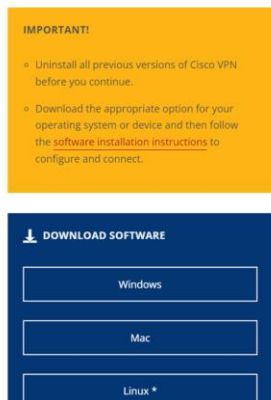 IMPORTANT!
Uninstall all previous versions of Cisco VPN
before you continue.
Download the appropriate option for your
operating system or device and then follow
the software installation instructions to
configure and connect.
DOWNLOAD SOFTWARE
Windows
Mac
Linux *